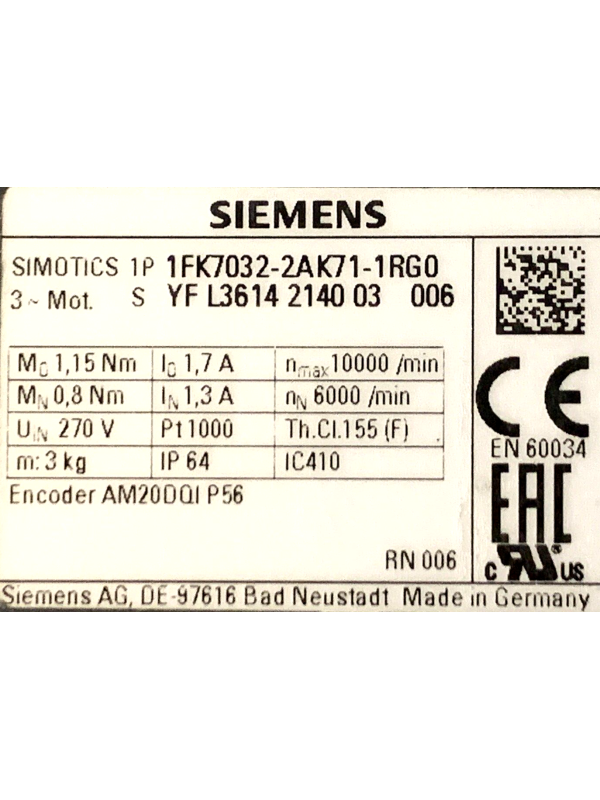 SIEMENS
SIMOTICS 1P 1FK7032-2AK71-1RG0
3~ Mot. S YF L3614 2140 03 006
M0 1,15 Nm I0 1,7 A nmax 10000 /min
MN 0,8 Nm IN 1,3 A nN 6000 /min
UIN 270 V Pt1000 Th.Cl.155 (F)
m: 3 kg IP 64 IC410
Encoder AM20DQI P56
CE
EN 60034
EAC
RN 006
c RU® US
Siemens AG, DE-97616 Bad Neustadt Made in Germany